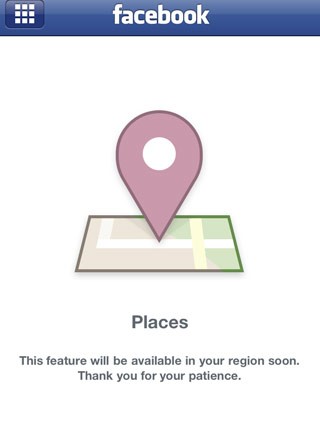 facebook
Places
This feature will be available in your region soon.
Thank you for your patience.